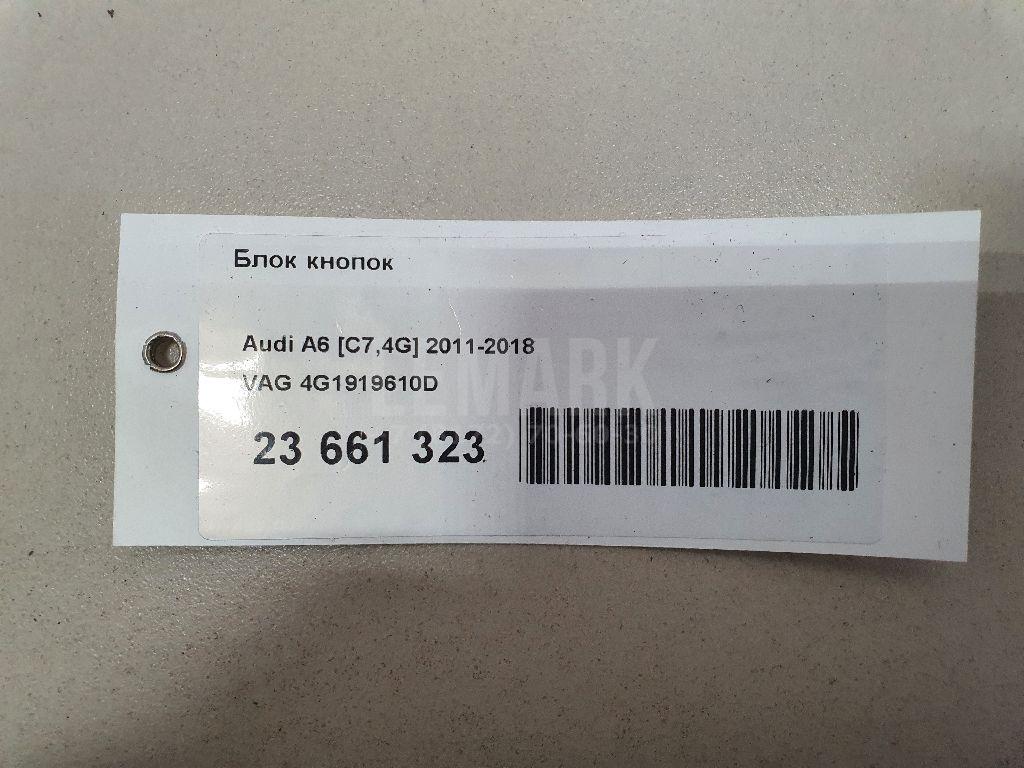 Блок кнопок
Audi A6 [C7,4G] 2011-2018
VAG 4G1919610D
23 661 323